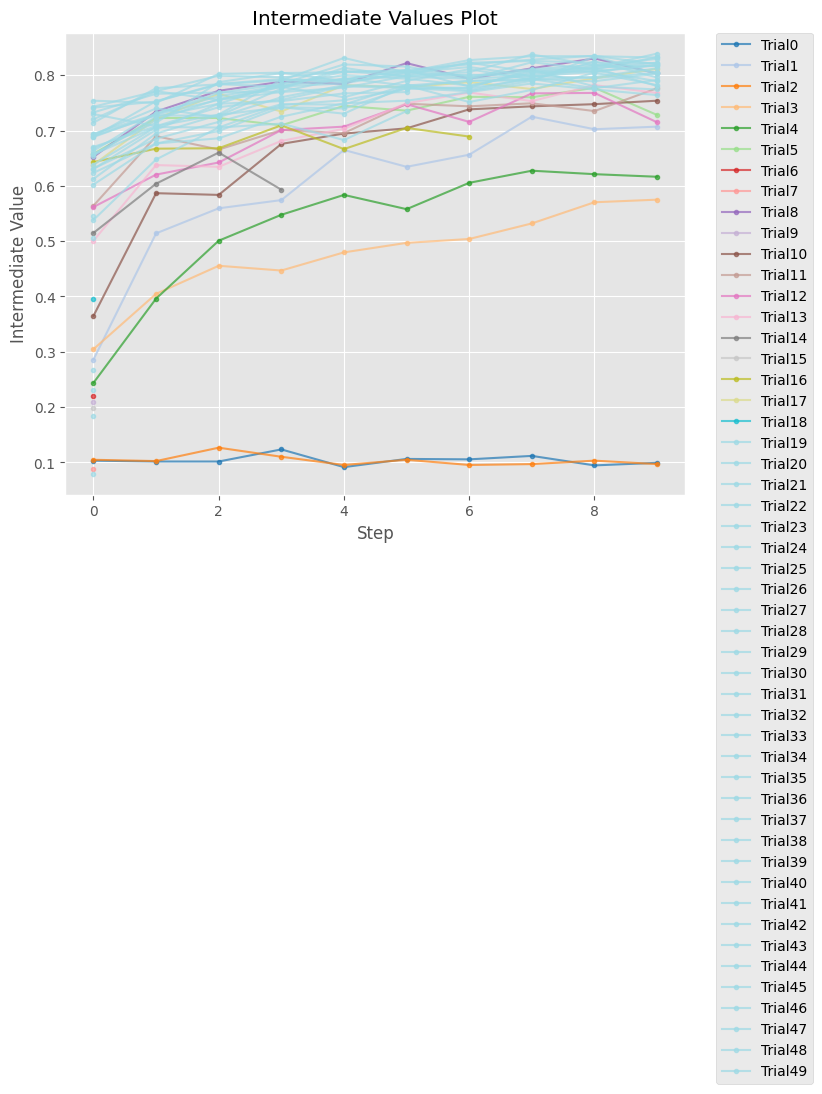 Intermediate Values Plot
Intermediate Value
0.8
0.7
0.6
0.5
0.4
0.3
0.2
0.1
0
2
4
6
8
Step
Trial0
Trial1
Trial2
Trial3
Trial4
Trial5
Trial6
Trial7
Trial8
Trial9
Trial10
Trial11
Trial12
Trial13
Trial14
Trial15
Trial16
Trial17
Trial18
Trial19
Trial20
Trial21
Trial22
Trial23
Trial24
Trial25
Trial26
Trial27
Trial28
Trial29
Trial30
Trial31
Trial32
Trial33
Trial34
Trial35
Trial36
Trial37
Trial38
Trial39
Trial40
Trial41
Trial42
Trial43
Trial44
Trial45
Trial46
Trial47
Trial48
Trial49